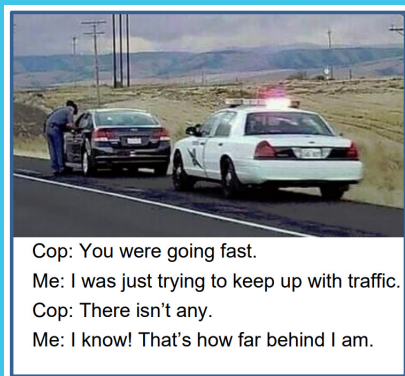 Cop: You were going fast.
Me: I was just trying to keep up with traffic.
Cop: There isn’t any.
Me: I know! That’s how far behind I am.